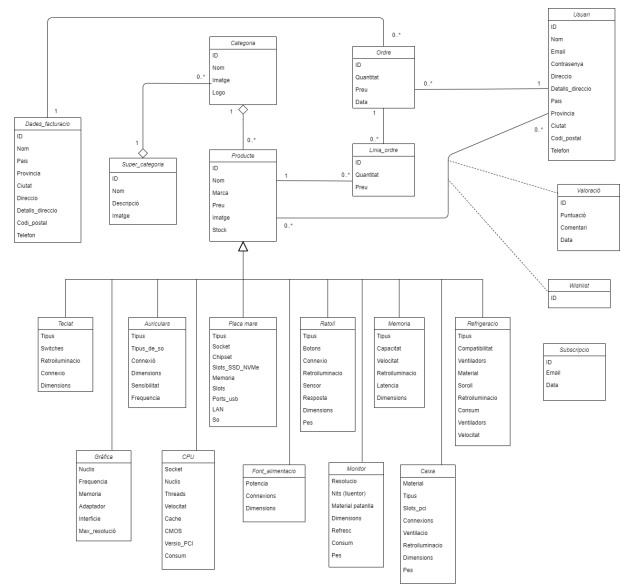 Usuari
ID
Nom
Email
Contrasenya
Direccio
Detalls_direccio
Pais
Provincia
Ciutat
Codi_postal
Telefon
Categoria
ID
Nom
Imatge
Logo
Ordre
ID
Quantitat
Preu
Data
0..*
0..*
1
0..*
1
1
1
0..*
0..*
1
1
0..*
0..*
0..*
Dades_facturació
ID
Nom
Pais
Provincia
Ciutat
Direccio
Detalls_direccio
Codi_postal
Telefon
Super_categoria
ID
Nom
Descripció
Imatge
Producte
ID
Nom
Marca
Preu
Imatge
Stock
Linia_ordre
ID
Quantitat
Preu
Valoració
ID
Puntuació
Comentari
Data
Wishlist
ID
Subscripcio
ID
Email
Data
Teclat
Tipus
Switches
Retroiluminacio
Connexio
Dimensions
Auriculars
Tipus
Tipus_de_so
Connexió
Dimensions
Sensibilitat
Frequencia
Placa mare
Tipus
Socket
Chipset
Slots_SSD_NVMe
Memoria
Slots
Ports_usb
LAN
So
Ratolí
Tipus
Botons
Connexio
Retroiluminacio
Sensor
Resposta
Dimensions
Pes
Memoria
Tipus
Capacitat
Velocitat
Retroiluminacio
Latencia
Dimensions
Refrigeracio
Tipus
Compatibilitat
Ventiladors
Material
Soroll
Retroiluminacio
Consum
Ventiladors
Velocitat
Gràfica
Nuclis
Frequencia
Memoria
Adaptador
Interficie
Max_resolució
CPU
Socket
Nuclis
Threads
Velocitat
Cache
CMOS
Versio_PCI
Consum
Font_alimentacio
Potencia
Connexions
Dimensions
Monitor
Resolucio
Nits (lluentor)
Material patanlla
Dimensions
Refresc
Consum
Pes
Caixa
Material
Tipus
Slots_pci
Connexions
Ventilacio
Retroiluminacio
Dimensions
Pes